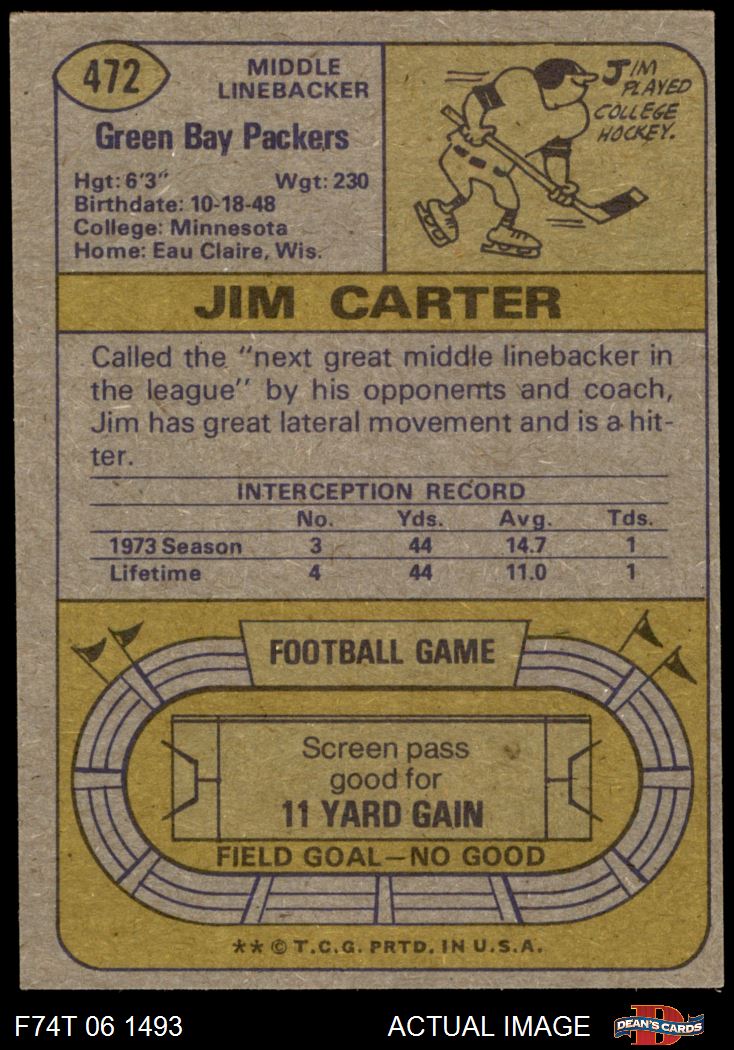 472
MIDDLE
LINEBACKER
Green Bay Packers
Hgt: 6'3" Wgt: 230
Birthdate: 10-18-48
College: Minnesota
Home: Eau Claire, Wis.
JIM
PLAYED
COLLEGE
HOCKEY.
JIM CARTER
Called the "next great middle linebacker in
the league" by his opponents and coach,
Jim has great lateral movement and is a hit-
ter.
INTERCEPTION RECORD
No. Yds. Avg. Tds.
1973 Season 3 44 14.7 1
Lifetime 4 44 11.0 1
FOOTBALL GAME
Screen pass
good for
11 YARD GAIN
FIELD GOAL—NO GOOD
** © T.C.G. PRTD. IN U.S.A.
F74T 06 1493 ACTUAL IMAGE
D
DEAN'S CARDS